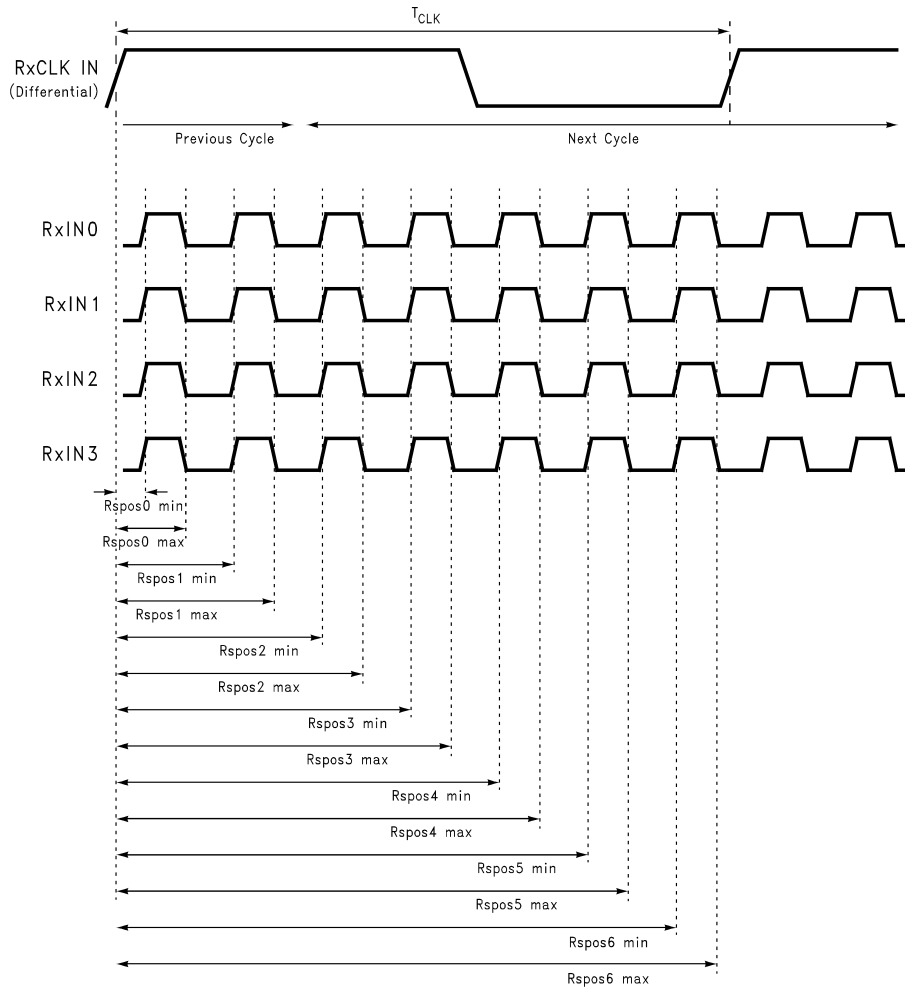 T_CLK
RxCLK IN
(Differential)
Previous Cycle
Next Cycle
RxIN0
RxIN1
RxIN2
RxIN3
Rspos0 min
Rspos0 max
Rspos1 min
Rspos1 max
Rspos2 min
Rspos2 max
Rspos3 min
Rspos3 max
Rspos4 min
Rspos4 max
Rspos5 min
Rspos5 max
Rspos6 min
Rspos6 max